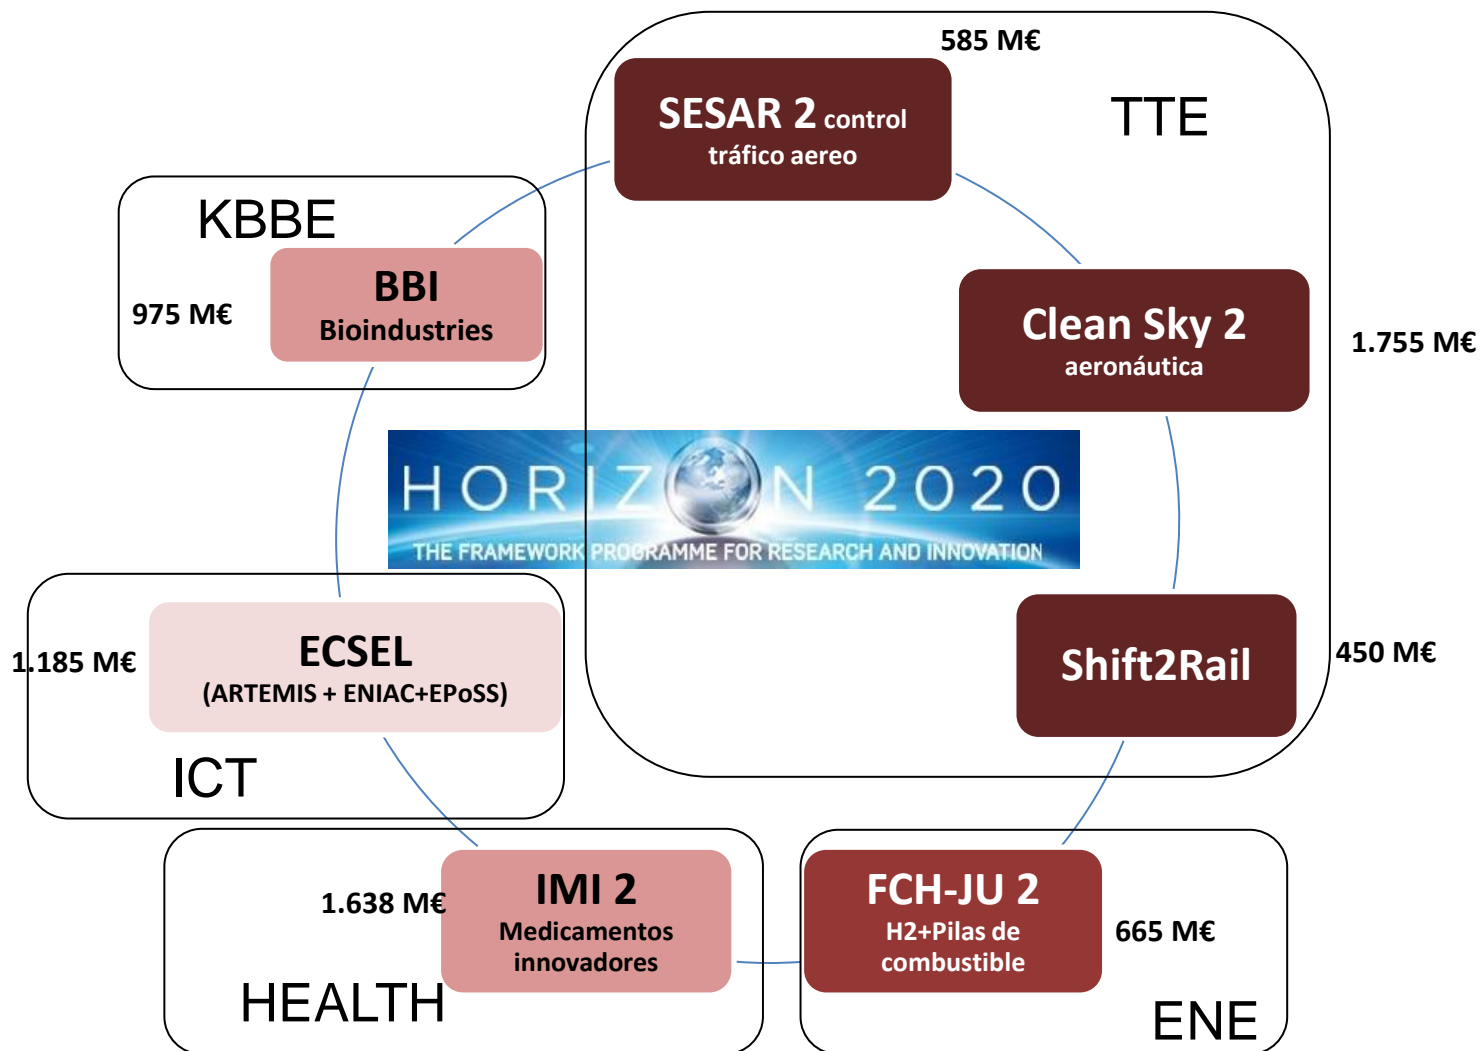 585 M€
SESAR 2 control
tráfico aereo
TTE
KBBE
BBI
Bioindustries
975 M€
Clean Sky 2
aeronáutica
1.755 M€
HORIZON 2020
THE FRAMEWORK PROGRAMME FOR RESEARCH AND INNOVATION
ECSEL
(ARTEMIS + ENIAC+EPoSS)
1.185 M€
ICT
Shift2Rail
450 M€
IMI 2
Medicamentos
innovadores
1.638 M€
HEALTH
FCH-JU 2
H2+Pilas de
combustible
665 M€
ENE